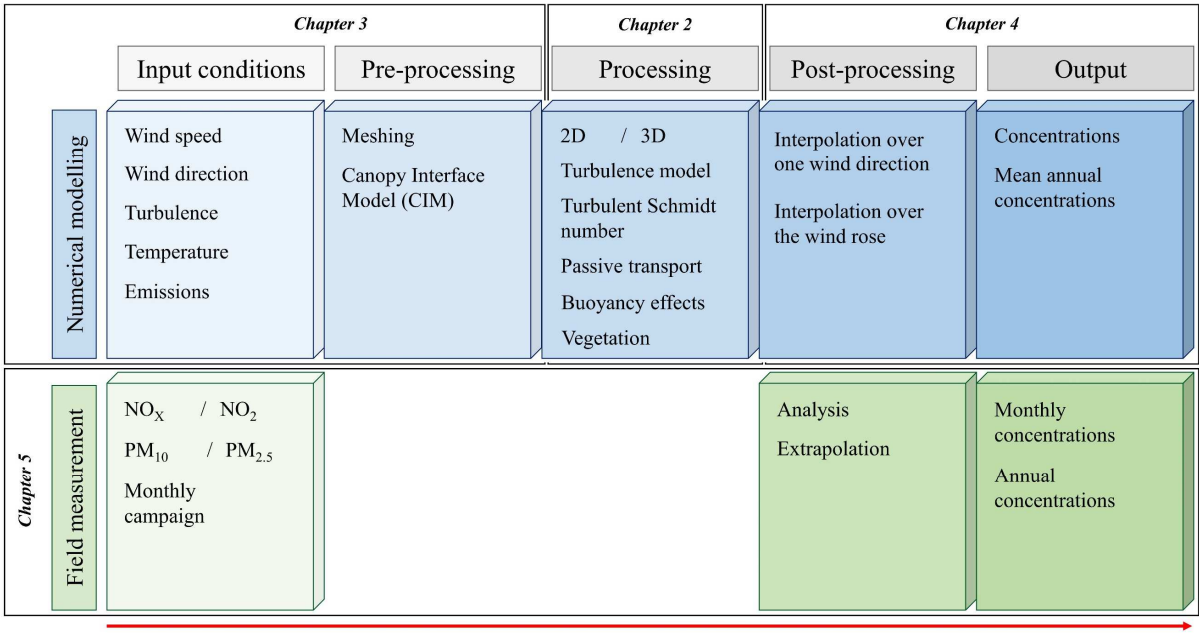 Chapter 3
Chapter 2
Chapter 4
Input conditions
Pre-processing
Processing
Post-processing
Output
Numerical modelling
Wind speed
Wind direction
Turbulence
Temperature
Emissions
Meshing
Canopy Interface
Model (CIM)
2D / 3D
Turbulence model
Turbulent Schmidt
number
Passive transport
Buoyancy effects
Vegetation
Interpolation over
one wind direction
Interpolation over
the wind rose
Concentrations
Mean annual
concentrations
Chapter 5
Field measurement
NOX / NO2
PM10 / PM2.5
Monthly
campaign
Analysis
Extrapolation
Monthly
concentrations
Annual
concentrations